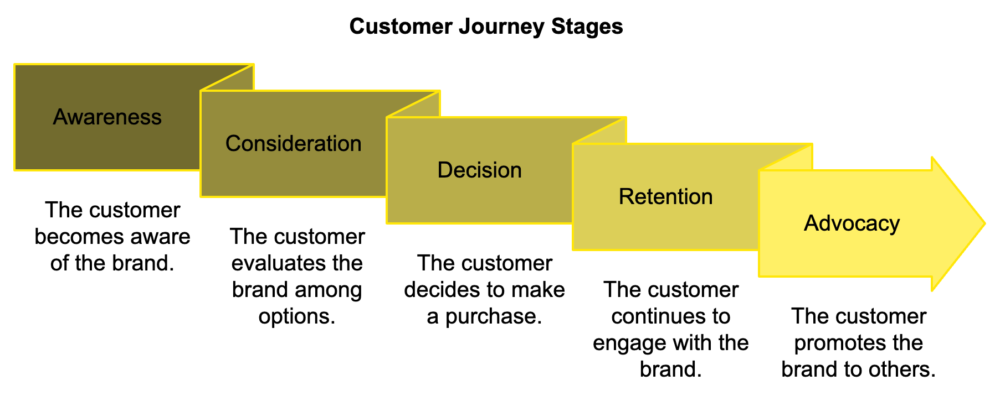 Customer Journey Stages
Awareness
The customer
becomes aware
of the brand.
Consideration
The customer
evaluates the
brand among
options.
Decision
The customer
decides to make
a purchase.
Retention
The customer
continues to
engage with the
brand.
Advocacy
The customer
promotes the
brand to others.